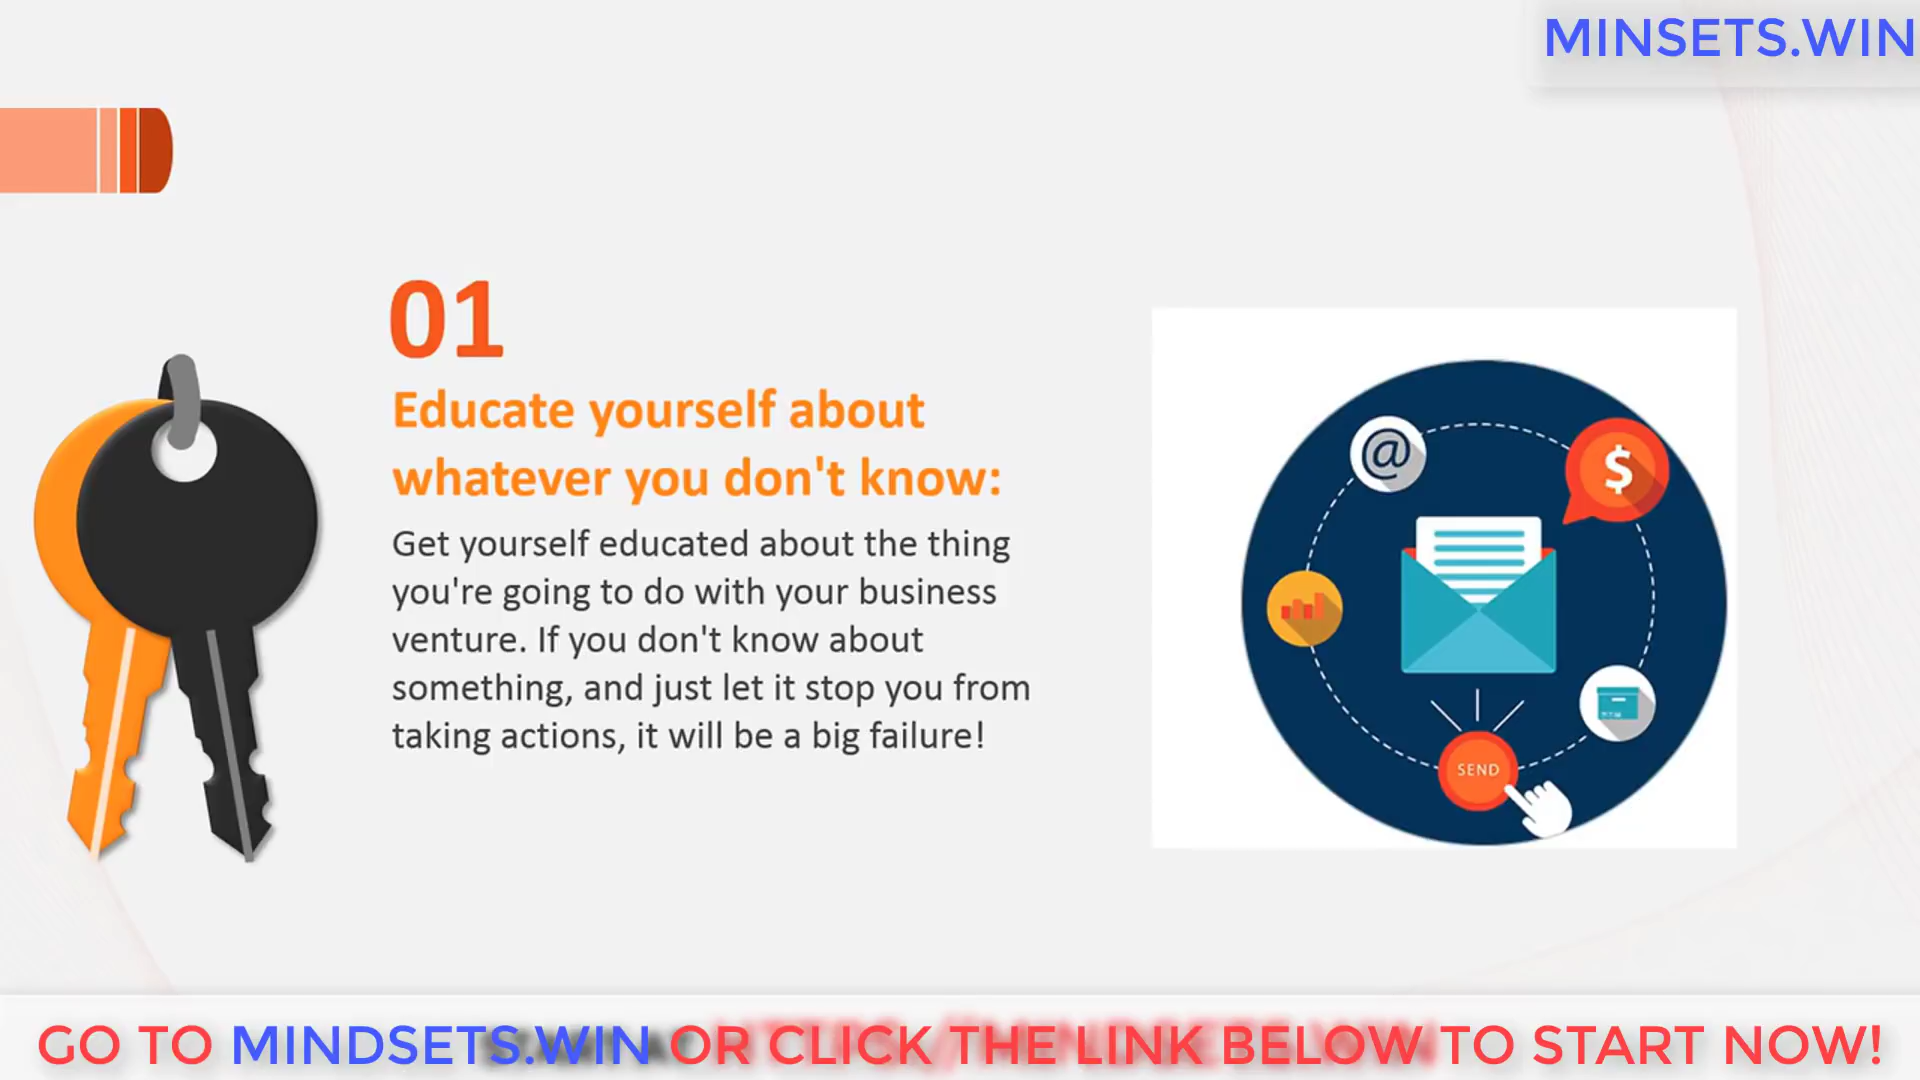 MINSETS.WIN
01
Educate yourself about
whatever you don't know:
Get yourself educated about the thing
you're going to do with your business
venture. If you don't know about
something, and just let it stop you from
taking actions, it will be a big failure!
@
$
SEND
GO TO MINDSETS.WIN OR CLICK THE LINK BELOW TO START NOW!